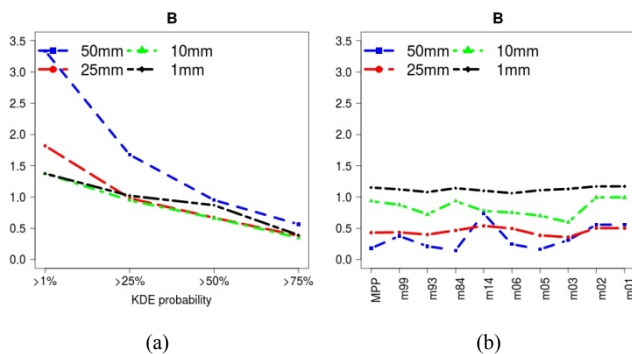 B
3.5
3.0
2.5
2.0
1.5
1.0
0.5
0.0
50mm
25mm
10mm
1mm
>1%
>25%
>50%
>75%
KDE probability
(a)
B
3.5
3.0
2.5
2.0
1.5
1.0
0.5
0.0
50mm
25mm
10mm
1mm
MPP
m99
m93
m84
m14
m06
m05
m03
m02
m01
(b)